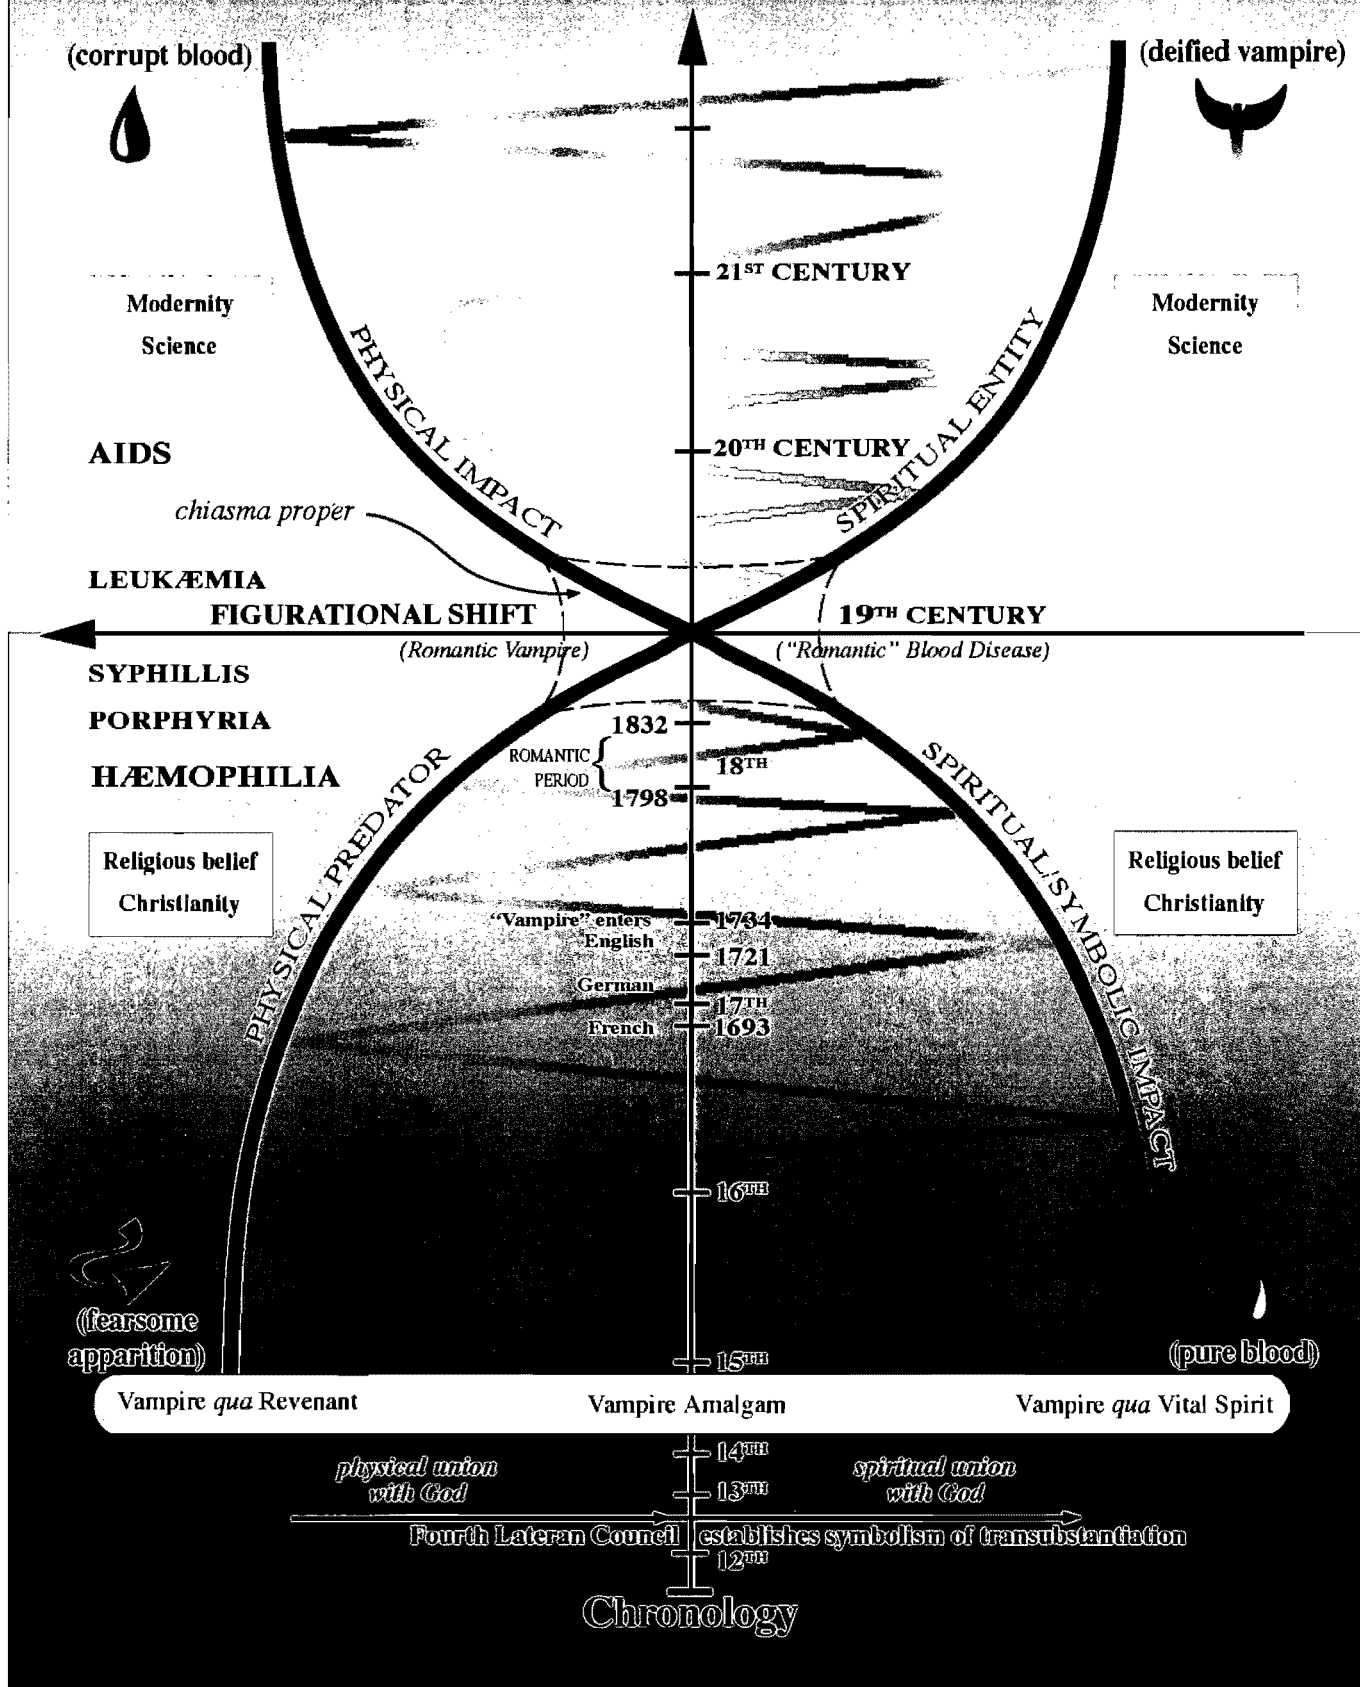 (corrupt blood)
(deified vampire)
21ST CENTURY
Modernity
Science
Modernity
Science
PHYSICAL IMPACT
SPIRITUAL ENTITY
AIDS
20TH CENTURY
chiasma proper
LEUKÆMIA
FIGURATIONAL SHIFT
19TH CENTURY
(Romantic Vampire)
("Romantic" Blood Disease)
SYPHILLIS
PORPHYRIA
1832
HÆMOPHILIA
ROMANTIC
PERIOD
18TH
1798
PHYSICAL PREDATOR
SPIRITUAL/SYMBOLIC IMPACT
Religious belief
Christianity
Religious belief
Christianity
"Vampire" enters
English
1734
1721
German
17TH
French
1693
16TH
(fearsome
apparition)
15TH
(pure blood)
Vampire qua Revenant
Vampire Amalgam
Vampire qua Vital Spirit
14TH
physical union
with God
spiritual union
with God
13TH
Fourth Lateran Council establishes symbolism of transubstantiation
12TH
Chronology